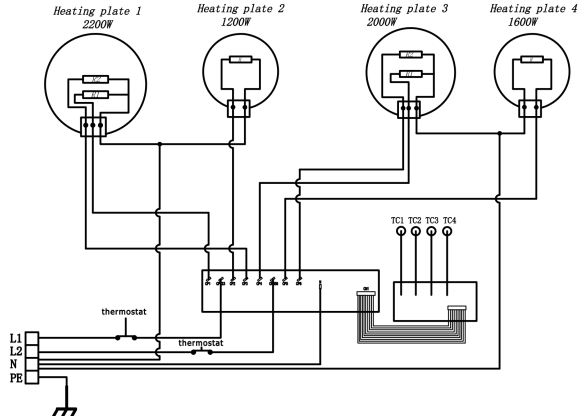 Heating plate 1
2200W
Heating plate 2
1200W
Heating plate 3
2000W
Heating plate 4
1600W
R2
R1
R
R2
R1
R
TC1 TC2 TC3 TC4
CN1
thermostat
thermostat
L1
L2
N
PE